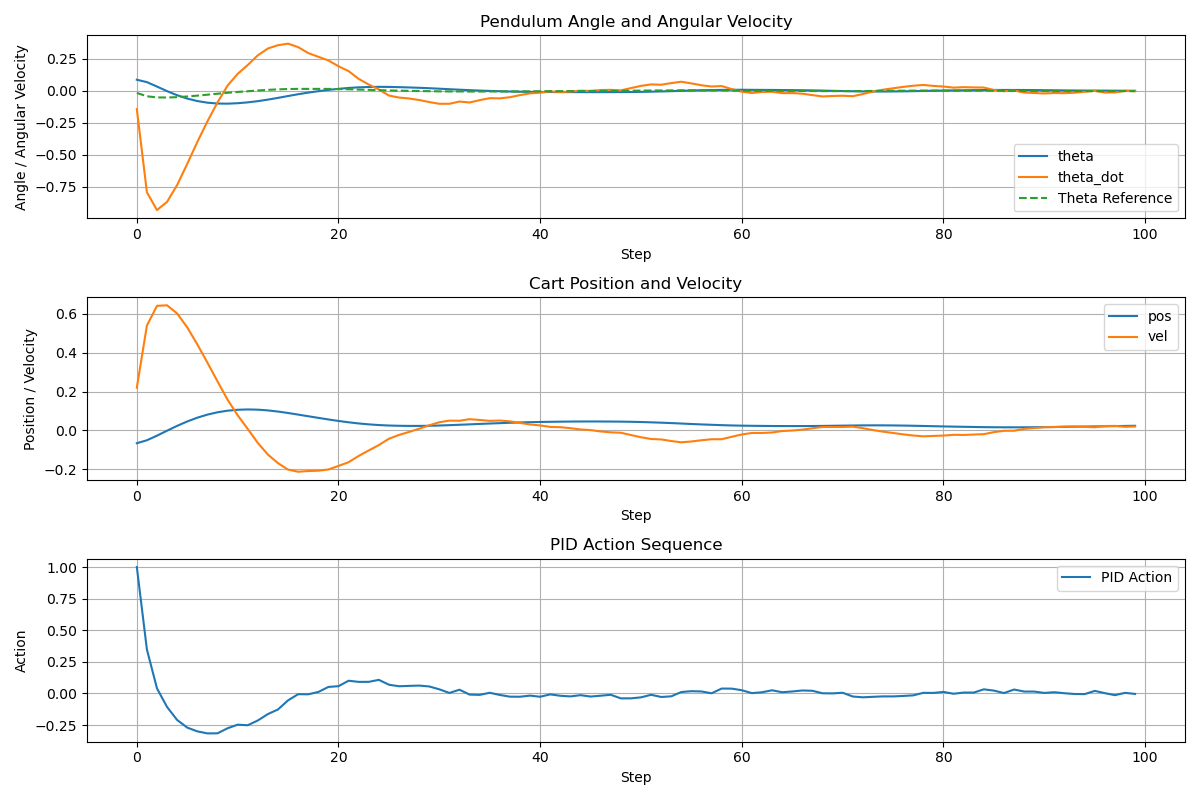 Pendulum Angle and Angular Velocity
Angle / Angular Velocity
0.25
0.00
−0.25
−0.50
−0.75
theta
theta_dot
Theta Reference
0 20 40 60 80 100
Step
Cart Position and Velocity
Position / Velocity
0.6
0.4
0.2
0.0
−0.2
pos
vel
0 20 40 60 80 100
Step
PID Action Sequence
Action
1.00
0.75
0.50
0.25
0.00
−0.25
PID Action
0 20 40 60 80 100
Step